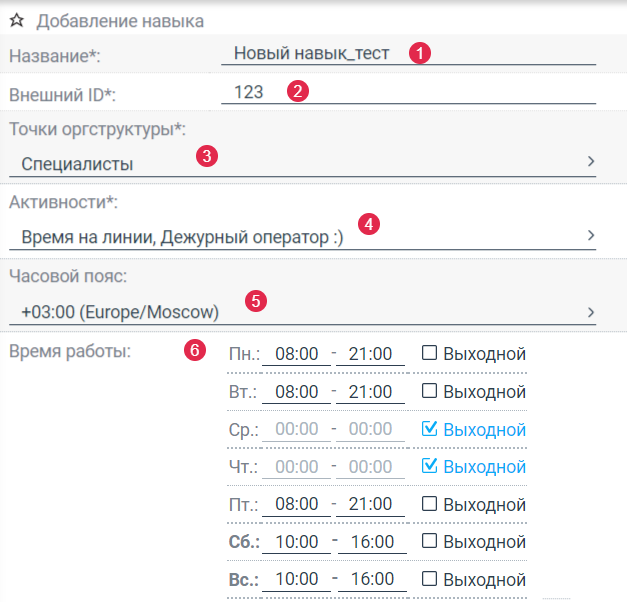 Добавление навыка
Название*: Новый навык_тест 1
Внешний ID*: 123 2
Точки оргструктуры*:
Специалисты 3
Активности*:
Время на линии, Дежурный оператор :) 4
Часовой пояс:
+03:00 (Europe/Moscow) 5
Время работы: 6 Пн.: 08:00 - 21:00 Выходной
Вт.: 08:00 - 21:00 Выходной
Ср.: 00:00 - 00:00 Выходной
Чт.: 00:00 - 00:00 Выходной
Пт.: 08:00 - 21:00 Выходной
Сб.: 10:00 - 16:00 Выходной
Вс.: 10:00 - 16:00 Выходной